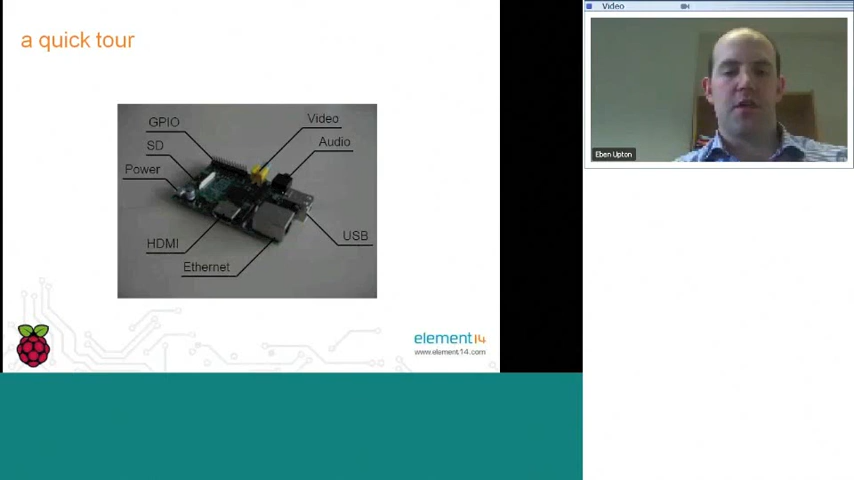 a quick tour
GPIO
Video
SD
Audio
Power
HDMI
USB
Ethernet
element14
www.element14.com
Video
Eben Upton